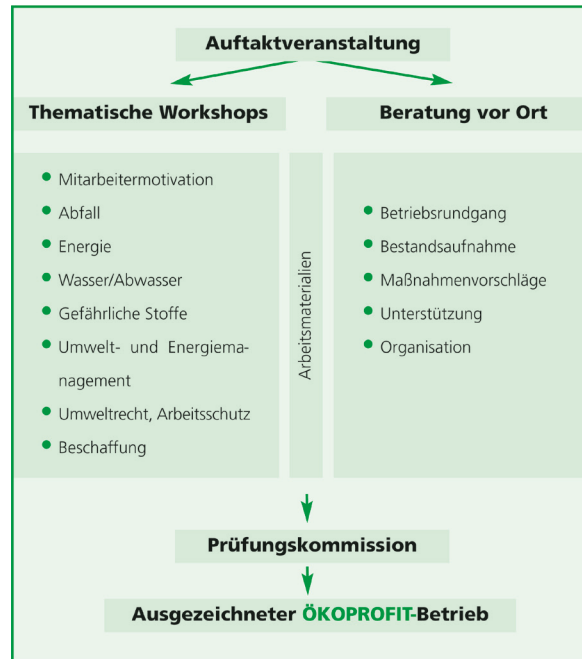 Auftaktveranstaltung
Thematische Workshops
Mitarbeitermotivation
Abfall
Energie
Wasser/Abwasser
Gefährliche Stoffe
Umwelt- und Energiema-
nagement
Umweltrecht, Arbeitsschutz
Beschaffung
Arbeitsmaterialien
Beratung vor Ort
Betriebsrundgang
Bestandsaufnahme
Maßnahmenvorschläge
Unterstützung
Organisation
Prüfungskommission
Ausgezeichneter ÖKOPROFIT-Betrieb